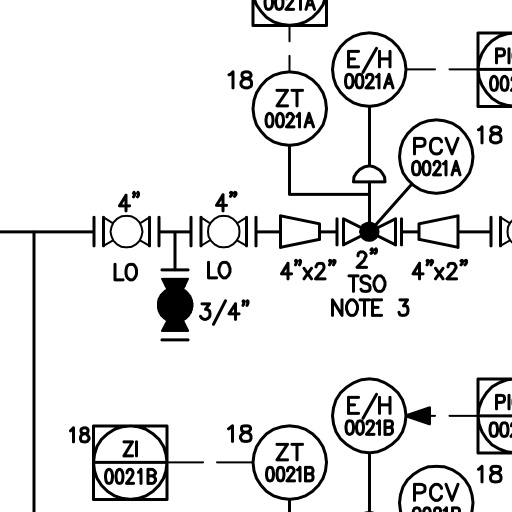 0021A
E/H
0021A
PI
002
18
ZT
0021A
PCV
0021A
18
4"
4"
LO
LO
4"x2"
2"
TSO
NOTE 3
4"x2"
3/4"
E/H
0021B
PI
002
18
ZI
0021B
18
ZT
0021B
18
PCV
0021B